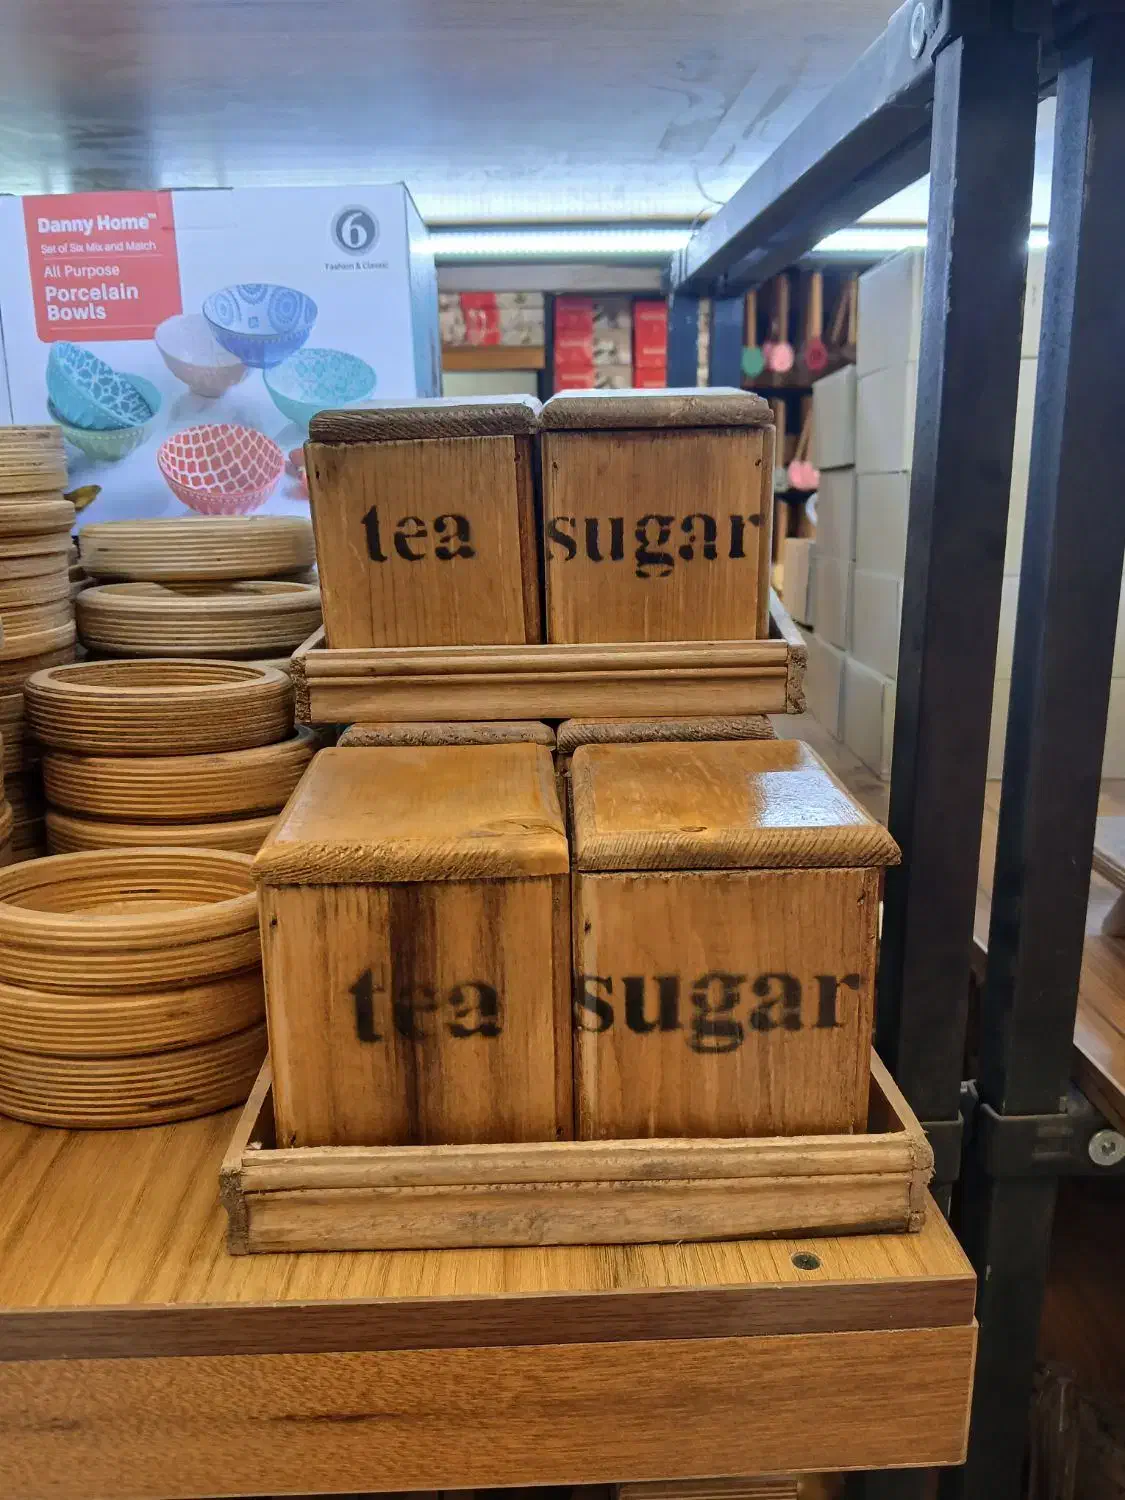 Danny Home™
Set of Six Mix and Match
All Purpose
Porcelain
Bowls
6
Fashion & Classic
tea
sugar
tea
sugar